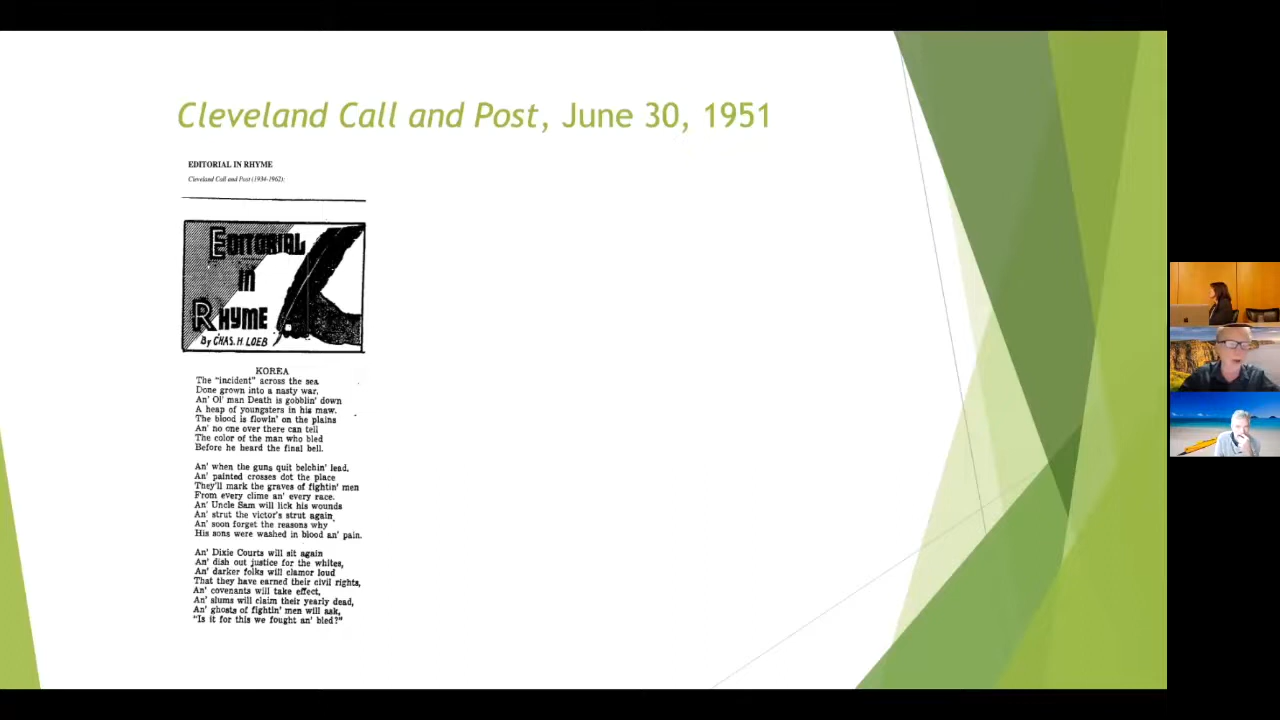 Cleveland Call and Post, June 30, 1951
EDITORIAL IN RHYME
Cleveland Call and Post (1934-1962);
EDITORIAL
in
RHYME
By CHAS. H. LOEB
KOREA
The "incident" across the sea
Done grown into a nasty war,
An' Ol' man Death is gobblin' down
A heap of youngsters in his maw.
The blood is flowin' on the plains
An' no one over there can tell
The color of the man who bled
Before he heard the final bell.
An' when the guns quit belchin' lead,
An' painted crosses dot the place
They'll mark the graves of fightin' men
From every clime an' every race.
An' Uncle Sam will lick his wounds
An' strut the victor's strut again,
An' soon forget the reasons why
His sons were washed in blood an' pain.
An' Dixie Courts will sit again
An' dish out justice for the whites,
An' darker folks will clamor loud
That they have earned their civil rights,
An' covenants will take effect,
An' slums will claim their yearly dead,
An' ghosts of fightin' men will ask,
"Is it for this we fought an' bled?"